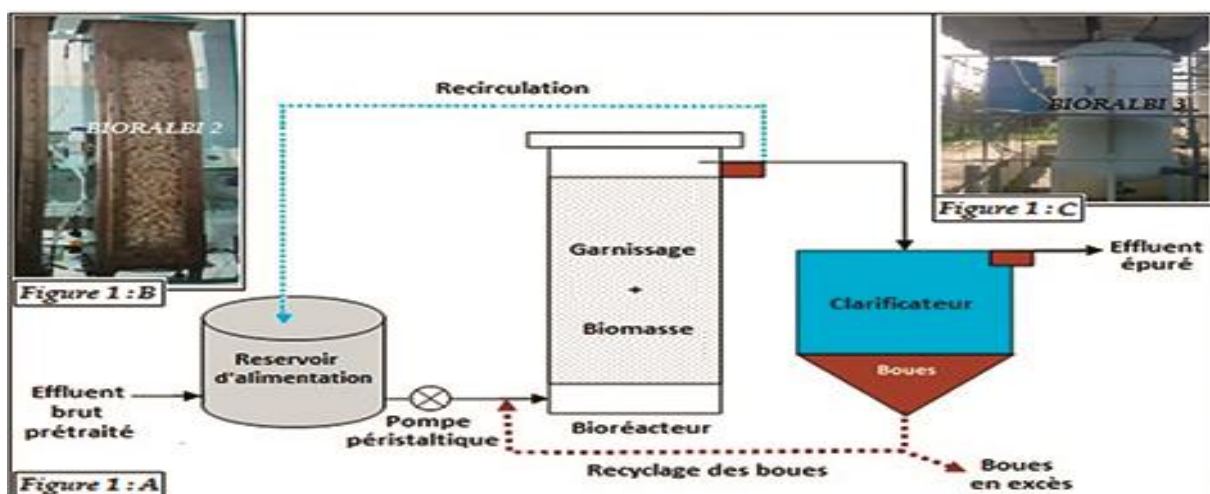 BIORALBI 2
Figure 1 : B
Recirculation
BIORALBI 3
Figure 1 : C
Garnissage
+
Biomasse
Bioréacteur
Effluent
épuré
Clarificateur
Boues
Reservoir
d'alimentation
Effluent
brut
prétraité
Pompe
péristaltique
Recyclage des boues
Boues
en excès
Figure 1 : A